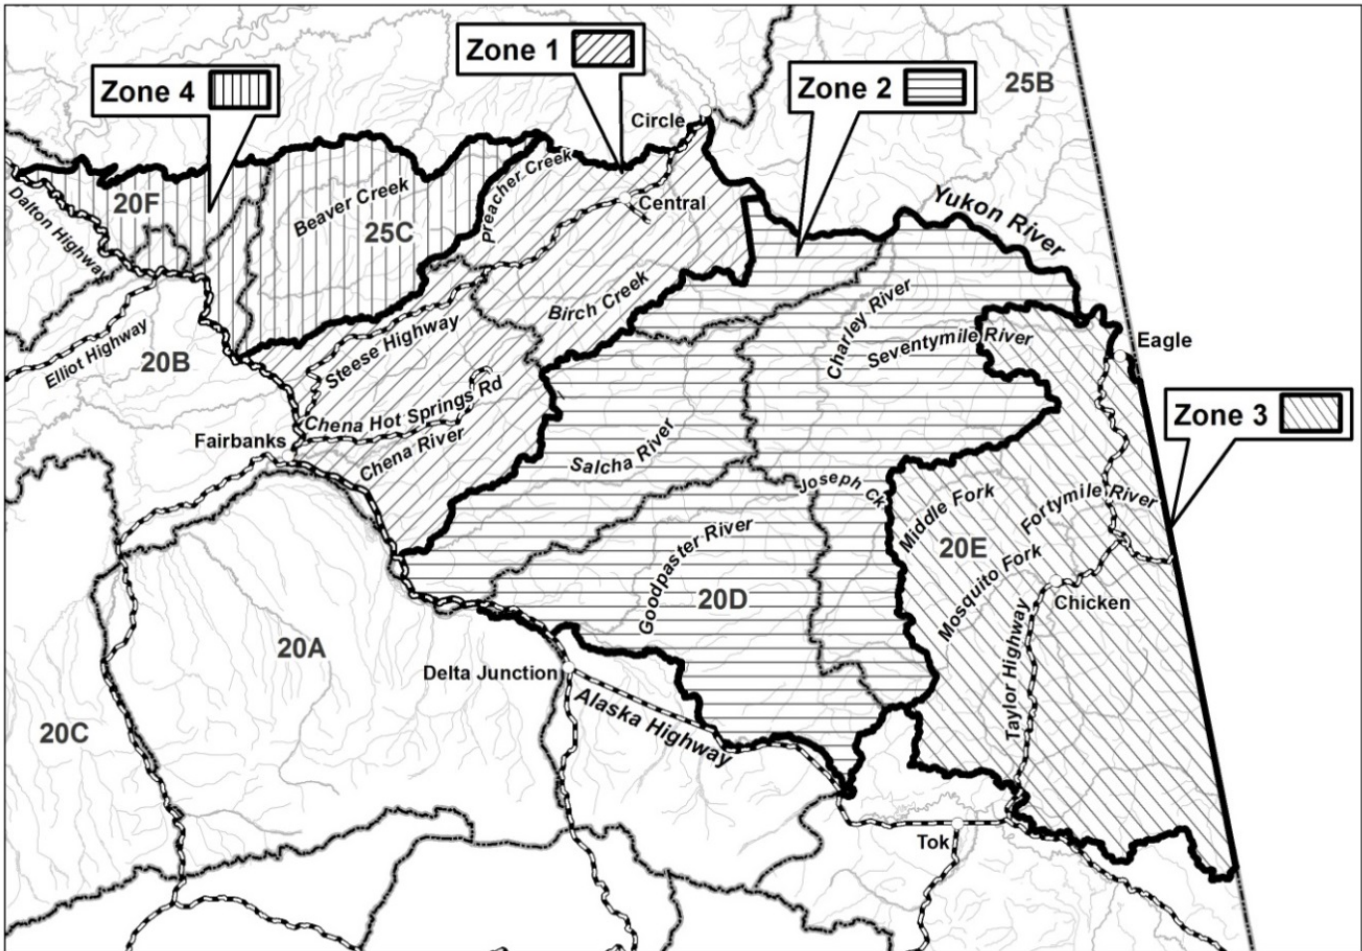 Zone 1
Zone 4
Zone 2
25B
Circle
20F
Beaver Creek
25C
Preacher Creek
Central
Yukon River
Dalton Highway
Birch Creek
Charley River
Elliot Highway
20B
Steese Highway
Seventymile River
Eagle
Chena Hot Springs Rd
Zone 3
Fairbanks
Chena River
Salcha River
Joseph Ck
Middle Fork
Fortymile River
20E
Goodpaster River
20D
Mosquito Fork
Chicken
20A
Taylor Highway
Delta Junction
Alaska Highway
20C
Tok